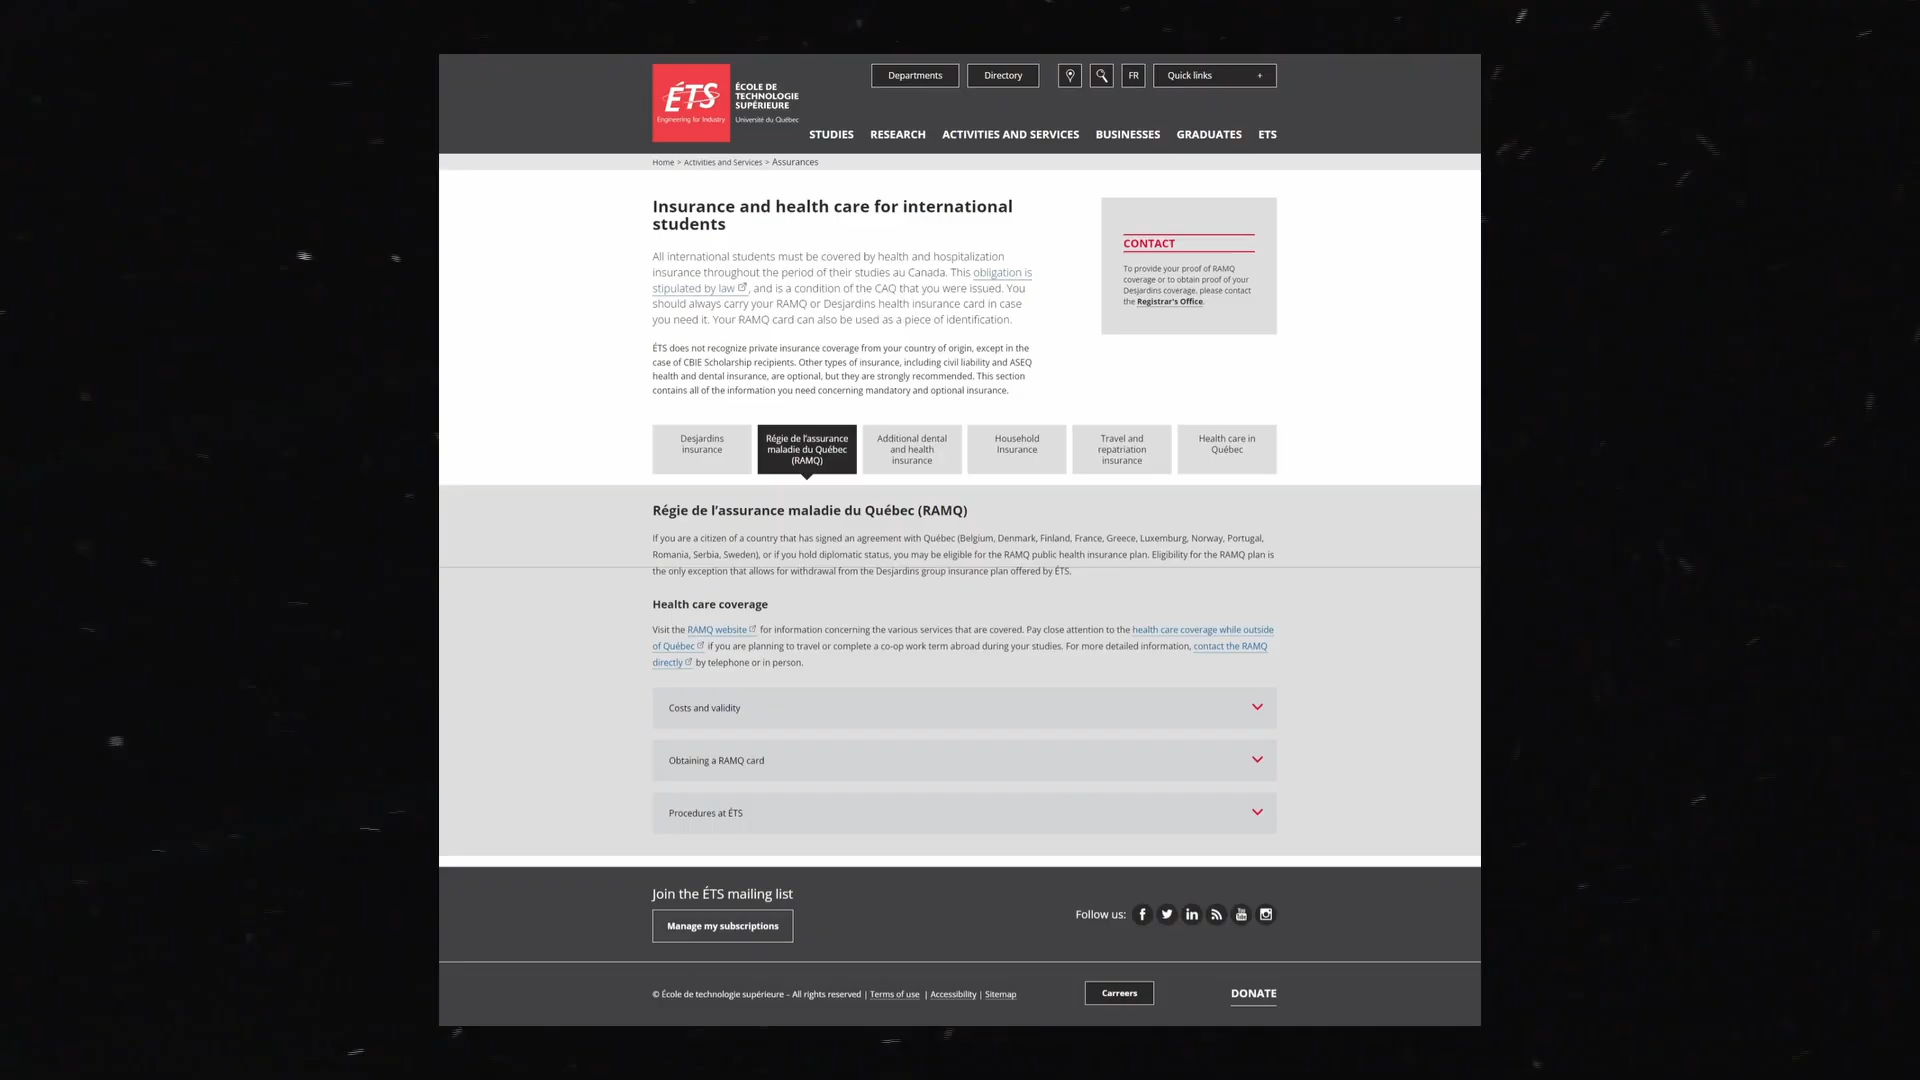 Departments
Directory
FR
Quick links +
ÉTS
Engineering for Industry
ÉCOLE DE
TECHNOLOGIE
SUPÉRIEURE
Université du Québec
STUDIES RESEARCH ACTIVITIES AND SERVICES BUSINESSES GRADUATES ETS
Home > Activities and Services > Assurances
Insurance and health care for international
students
All international students must be covered by health and hospitalization
insurance throughout the period of their studies au Canada. This obligation is
stipulated by law , and is a condition of the CAQ that you were issued. You
should always carry your RAMQ or Desjardins health insurance card in case
you need it. Your RAMQ card can also be used as a piece of identification.
ÉTS does not recognize private insurance coverage from your country of origin, except in the
case of CBIE Scholarship recipients. Other types of insurance, including civil liability and ASEQ
health and dental insurance, are optional, but they are strongly recommended. This section
contains all of the information you need concerning mandatory and optional insurance.
CONTACT
To provide your proof of RAMQ
coverage or to obtain proof of your
Desjardins coverage, please contact
the Registrar's Office.
Desjardins
insurance
Régie de l’assurance
maladie du Québec
(RAMQ)
Additional dental
and health
insurance
Household
Insurance
Travel and
repatriation
insurance
Health care in
Québec
Régie de l’assurance maladie du Québec (RAMQ)
If you are a citizen of a country that has signed an agreement with Québec (Belgium, Denmark, Finland, France, Greece, Luxemburg, Norway, Portugal,
Romania, Serbia, Sweden), or if you hold diplomatic status, you may be eligible for the RAMQ public health insurance plan. Eligibility for the RAMQ plan is
the only exception that allows for withdrawal from the Desjardins group insurance plan offered by ÉTS.
Health care coverage
Visit the RAMQ website for information concerning the various services that are covered. Pay close attention to the health care coverage while outside
of Québec if you are planning to travel or complete a co-op work term abroad during your studies. For more detailed information, contact the RAMQ
directly by telephone or in person.
Costs and validity
Obtaining a RAMQ card
Procedures at ÉTS
Join the ÉTS mailing list
Manage my subscriptions
Follow us:
© École de technologie supérieure – All rights reserved | Terms of use | Accessibility | Sitemap
Carreers
DONATE